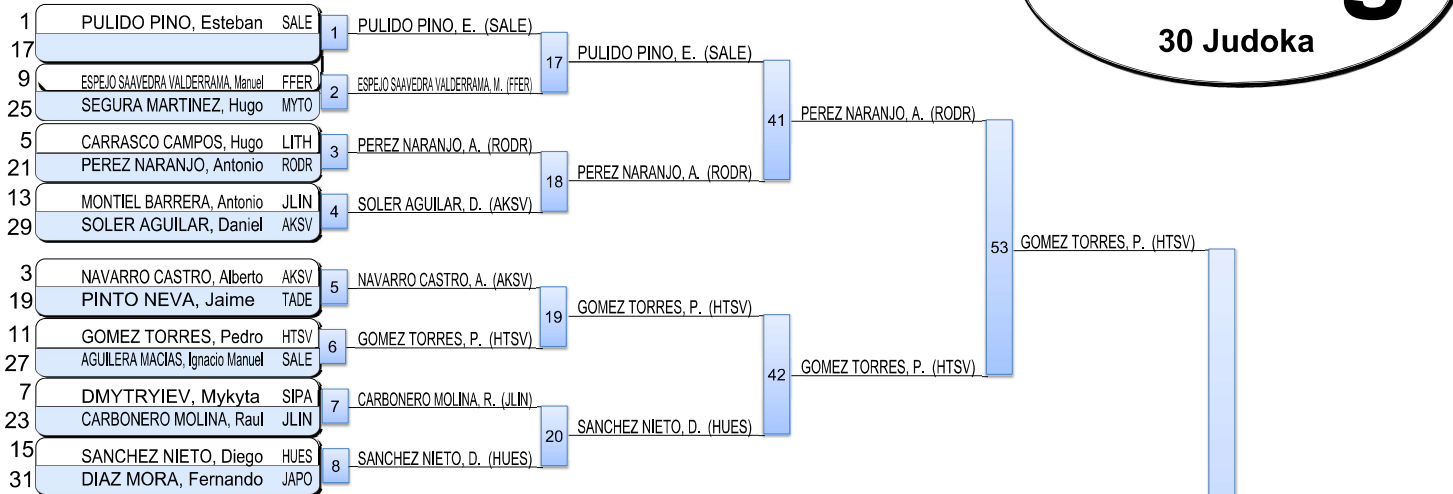 1 PULIDO PINO, Esteban SALE
17
9 ESPEJO SAAVEDRA VALDERRAMA, Manuel FFER
25 SEGURA MARTINEZ, Hugo MYTO
5 CARRASCO CAMPOS, Hugo LITH
21 PEREZ NARANJO, Antonio RODR
13 MONTIEL BARRERA, Antonio JLIN
29 SOLER AGUILAR, Daniel AKSV
3 NAVARRO CASTRO, Alberto AKSV
19 PINTO NEVA, Jaime TADE
11 GOMEZ TORRES, Pedro HTSV
27 AGUILERA MACIAS, Ignacio Manuel SALE
7 DMYTRYIEV, Mykyta SIPA
23 CARBONERO MOLINA, Raul JLIN
15 SANCHEZ NIETO, Diego HUES
31 DIAZ MORA, Fernando JAPO
1 PULIDO PINO, E. (SALE)
2 ESPEJO SAAVEDRA VALDERRAMA, M. (FFER)
3 PEREZ NARANJO, A. (RODR)
4 SOLER AGUILAR, D. (AKSV)
5 NAVARRO CASTRO, A. (AKSV)
6 GOMEZ TORRES, P. (HTSV)
7 CARBONERO MOLINA, R. (JLIN)
8 SANCHEZ NIETO, D. (HUES)
17 PULIDO PINO, E. (SALE)
18 PEREZ NARANJO, A. (RODR)
19 GOMEZ TORRES, P. (HTSV)
20 SANCHEZ NIETO, D. (HUES)
41 PEREZ NARANJO, A. (RODR)
42 GOMEZ TORRES, P. (HTSV)
53 GOMEZ TORRES, P. (HTSV)
30 Judoka